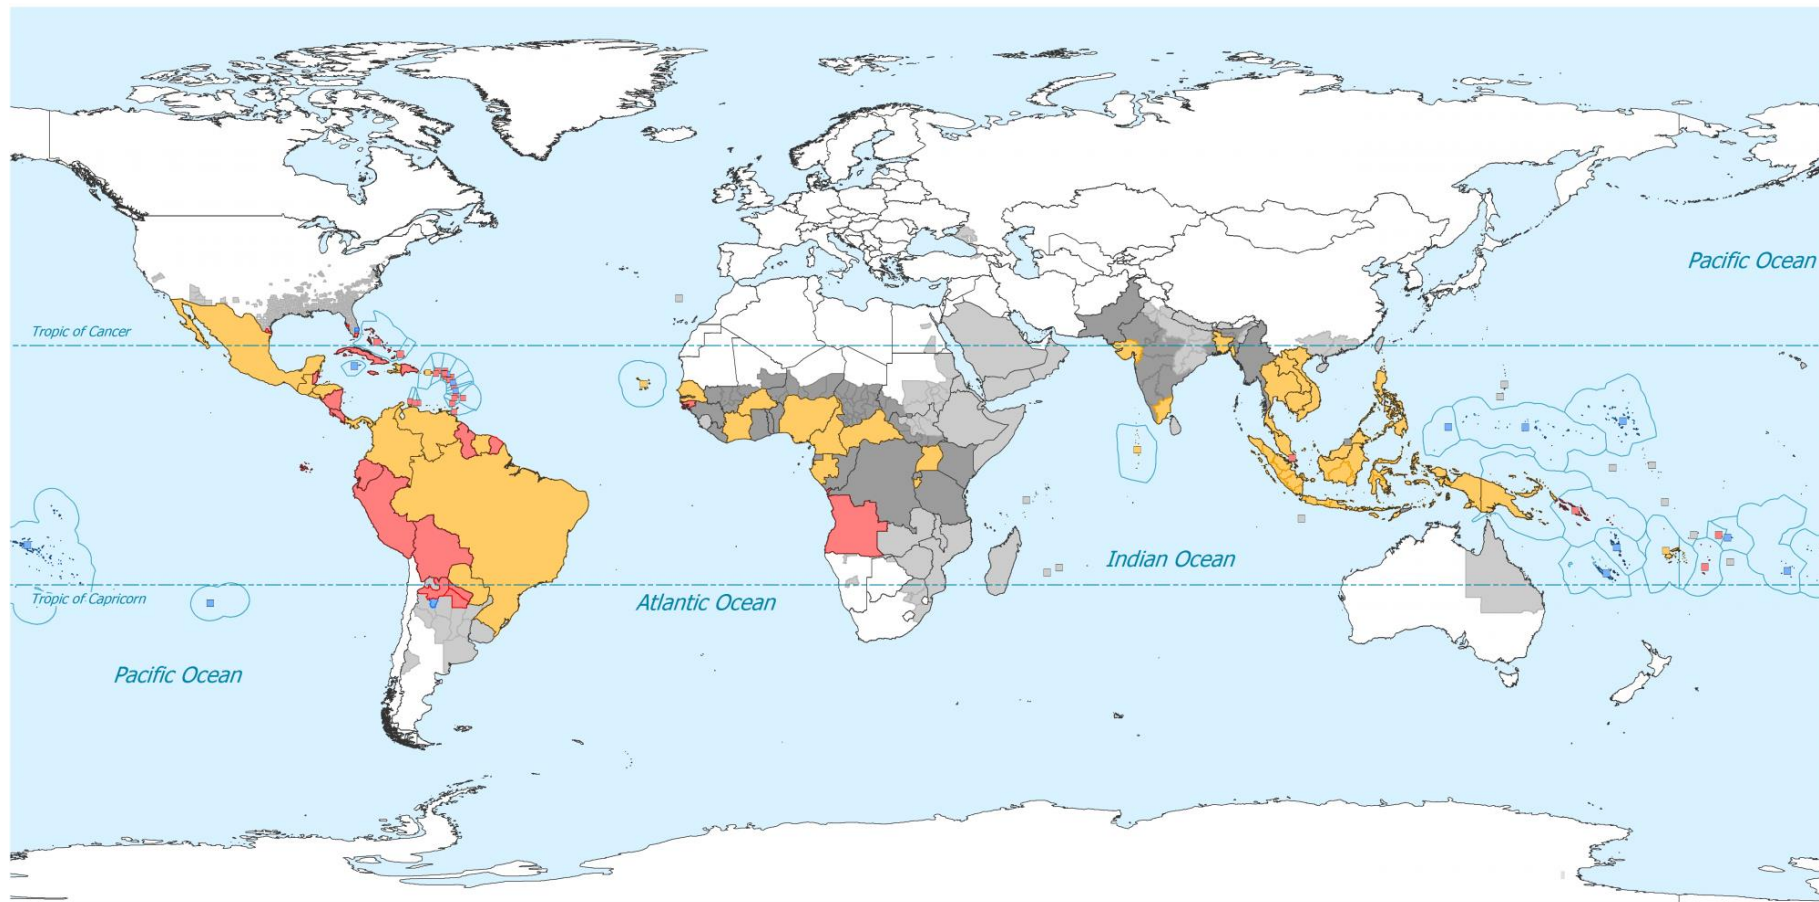 Pacific Ocean
Tropic of Cancer
Indian Ocean
Tropic of Capricorn
Atlantic Ocean
Pacific Ocean